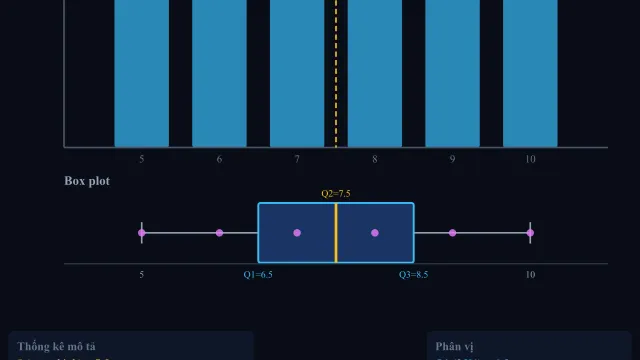 5 6 7 8 9 10
Box plot
Q2=7.5
5 Q1=6.5 Q3=8.5 10
Thống kê mô tả Phân vị